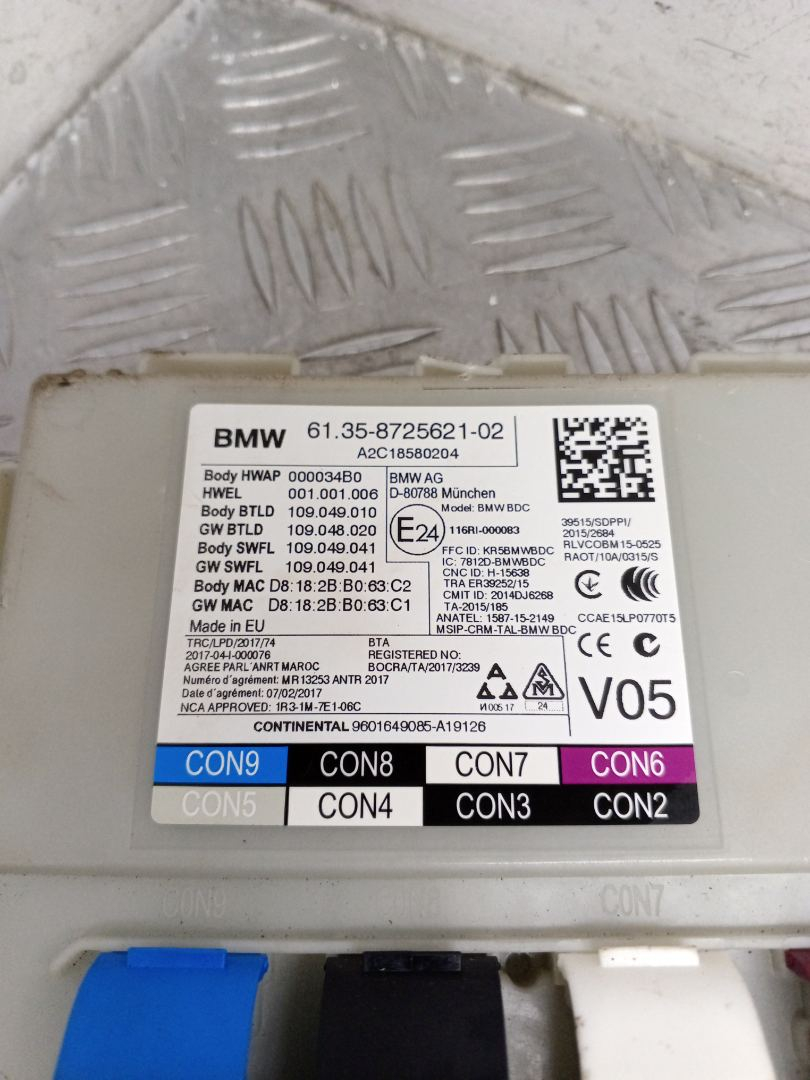 BMW 61.35-8725621-02
A2C18580204
Body HWAP 000034B0
HWEL 001.001.006
Body BTLD 109.049.010
GW BTLD 109.048.020
Body SWFL 109.049.041
GW SWFL 109.049.041
Body MAC D8:18:2B:B0:63:C2
GW MAC D8:18:2B:B0:63:C1
Made in EU
BMW AG
D-80788 München
Model: BMW BDC
E24 116RI-000083
FFC ID: KR5BMWBDC
IC: 7812D-BMWBDC
CNC ID: H-15638
TRA ER39252/15
CMIT ID: 2014DJ6268
TA-2015/185
ANATEL: 1587-15-2149
MSIP-CRM-TAL-BMW BDC
39515/SDPPI/
2015/2684
RLVCOBM15-0525
RAOT/10A/0315/S
CCAE15LP0770T5
CE
TRC/LPD/2017/74
2017-04-I-000076
AGREE PARL'ANRT MAROC
Numéro d'agrément: MR13253 ANTR 2017
Date d'agrément: 07/02/2017
NCA APPROVED: 1R3-1M-7E1-06C
BTA
REGISTERED NO:
BOCRA/TA/2017/3239
И005 17
24
V05
CONTINENTAL 9601649085-A19126
CON9 CON8 CON7 CON6
CON5 CON4 CON3 CON2
CON9 CON8 CON7